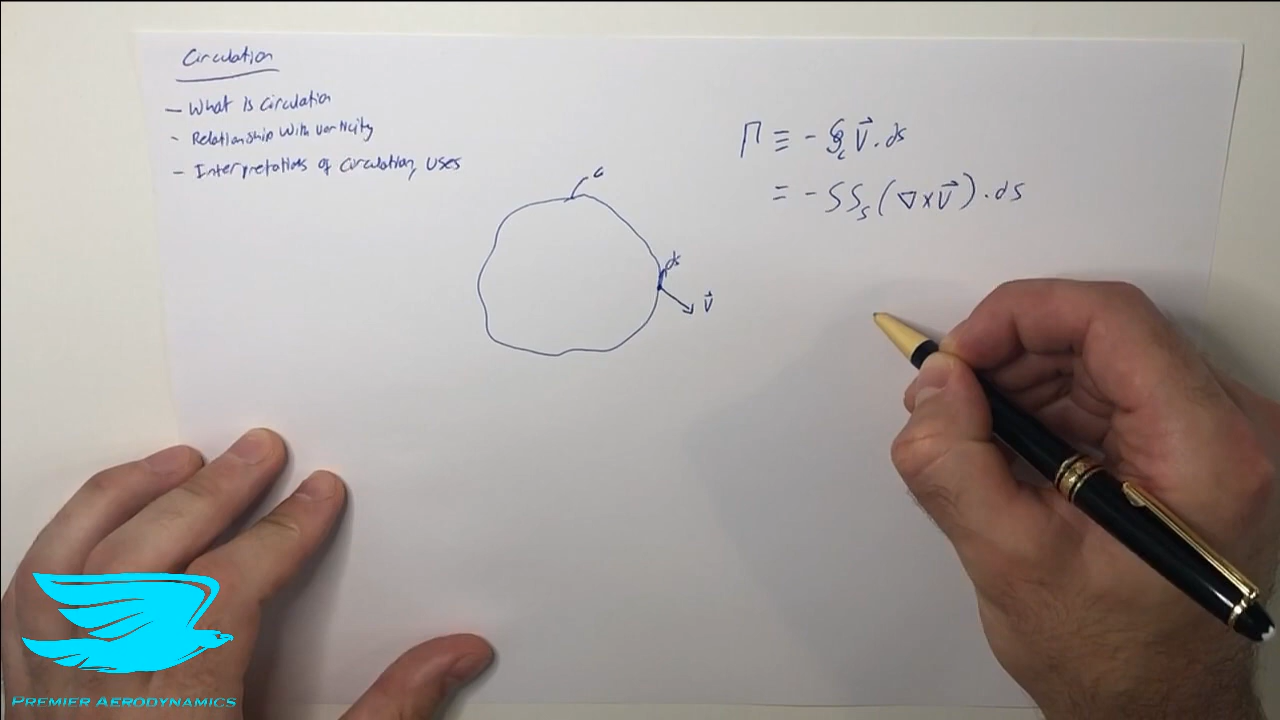 Circulation
- What Is Circulation
- Relationship With Vorticity
- Interpretations of Circulation, Uses
Γ ≡ - ∮c V⃗ . ds
= - ∫∫s (∇ x V⃗) . ds
c
ds
V⃗
PREMIER AERODYNAMICS